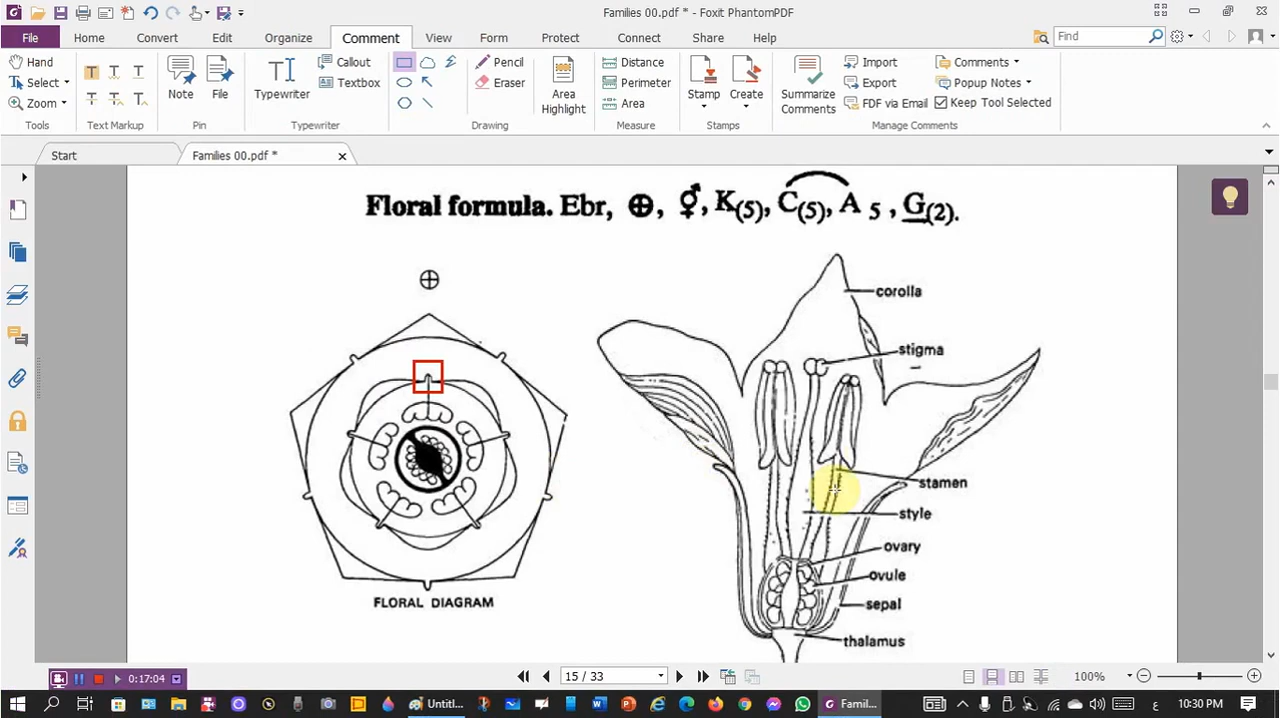 Families 00.pdf * - Foxit PhantomPDF
File Home Convert Edit Organize Comment View Form Protect Connect Share Help Find
Hand
Select
Zoom
Tools
Text Markup
Note
File
Pin
Typewriter
Callout
Textbox
Typewriter
Pencil
Eraser
Drawing
Area
Highlight
Distance
Perimeter
Area
Measure
Stamp
Create
Stamps
Summarize
Comments
Import
Export
FDF via Email
Comments
Popup Notes
Keep Tool Selected
Manage Comments
Start
Families 00.pdf *
Floral formula. Ebr, ⊕, ⚥, K(5), C(5), A 5 , G(2).
⊕
corolla
stigma
stamen
style
ovary
ovule
sepal
thalamus
FLORAL DIAGRAM
0:17:04
15 / 33
100%
Untitl...
Famil...
ع
10:30 PM